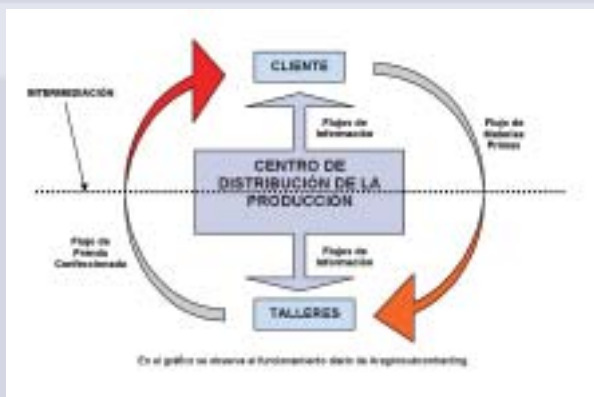 CLIENTE
INTERMEDIACIÓN
Flujos de
Información
Flujo de
Materias
Primas
CENTRO DE
DISTRIBUCIÓN DE LA
PRODUCCIÓN
Flujo de
Prenda
Confeccionada
Flujos de
Información
TALLERES
En el gráfico se observa el funcionamiento diario de Aragonsubcontracting